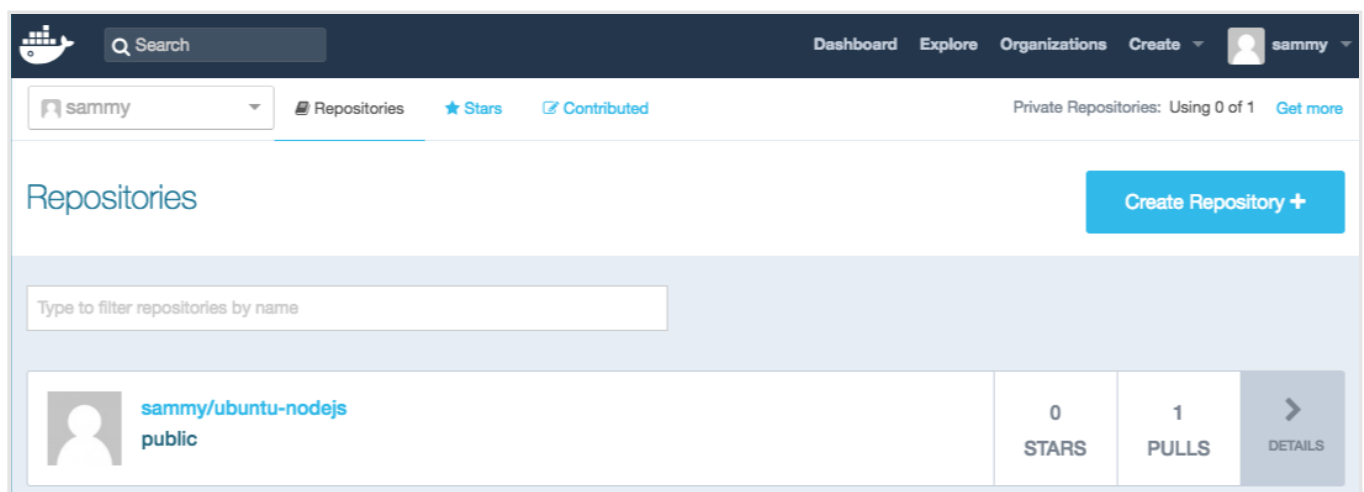 Search Dashboard Explore Organizations Create sammy
sammy Repositories Stars Contributed Private Repositories: Using 0 of 1 Get more
Repositories Create Repository +
Type to filter repositories by name
sammy/ubuntu-nodejs
public
0 1
STARS PULLS DETAILS